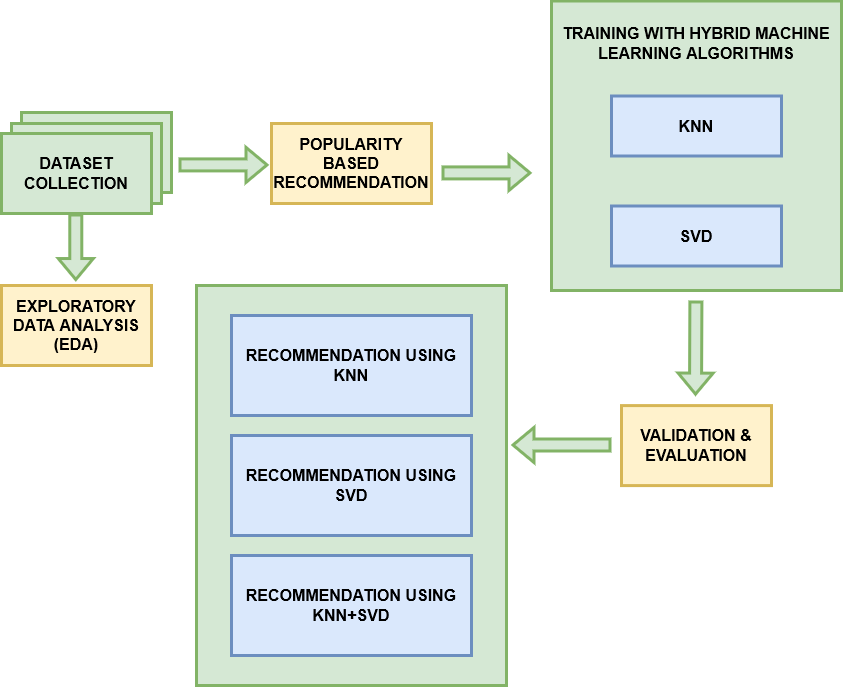 TRAINING WITH HYBRID MACHINE
LEARNING ALGORITHMS
KNN
SVD
DATASET
COLLECTION
POPULARITY
BASED
RECOMMENDATION
EXPLORATORY
DATA ANALYSIS
(EDA)
RECOMMENDATION USING
KNN
RECOMMENDATION USING
SVD
RECOMMENDATION USING
KNN+SVD
VALIDATION &
EVALUATION